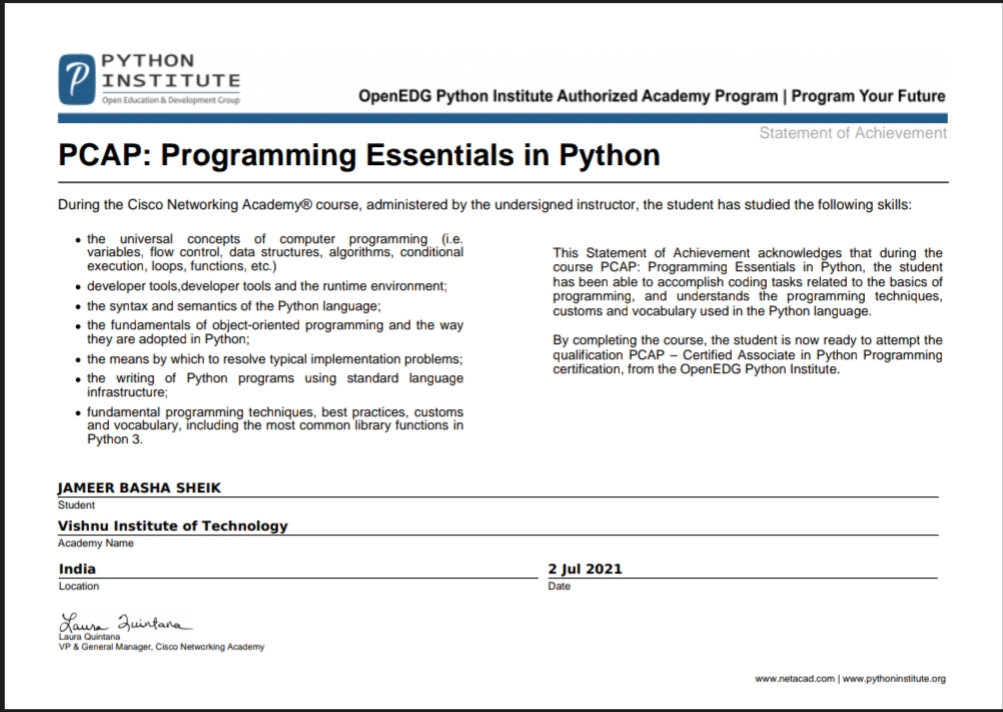 PYTHON
INSTITUTE
Open Education & Development Group
OpenEDG Python Institute Authorized Academy Program | Program Your Future
Statement of Achievement
PCAP: Programming Essentials in Python
During the Cisco Networking Academy® course, administered by the undersigned instructor, the student has studied the following skills:
• the universal concepts of computer programming (i.e.
variables, flow control, data structures, algorithms, conditional
execution, loops, functions, etc.)
• developer tools,developer tools and the runtime environment;
• the syntax and semantics of the Python language;
• the fundamentals of object-oriented programming and the way
they are adopted in Python;
• the means by which to resolve typical implementation problems;
• the writing of Python programs using standard language
infrastructure;
• fundamental programming techniques, best practices, customs
and vocabulary, including the most common library functions in
Python 3.
This Statement of Achievement acknowledges that during the
course PCAP: Programming Essentials in Python, the student
has been able to accomplish coding tasks related to the basics of
programming, and understands the programming techniques,
customs and vocabulary used in the Python language.
By completing the course, the student is now ready to attempt the
qualification PCAP – Certified Associate in Python Programming
certification, from the OpenEDG Python Institute.
JAMEER BASHA SHEIK
Student
Vishnu Institute of Technology
Academy Name
India
Location
2 Jul 2021
Date
Laura Quintana
Laura Quintana
VP & General Manager, Cisco Networking Academy
www.netacad.com | www.pythoninstitute.org